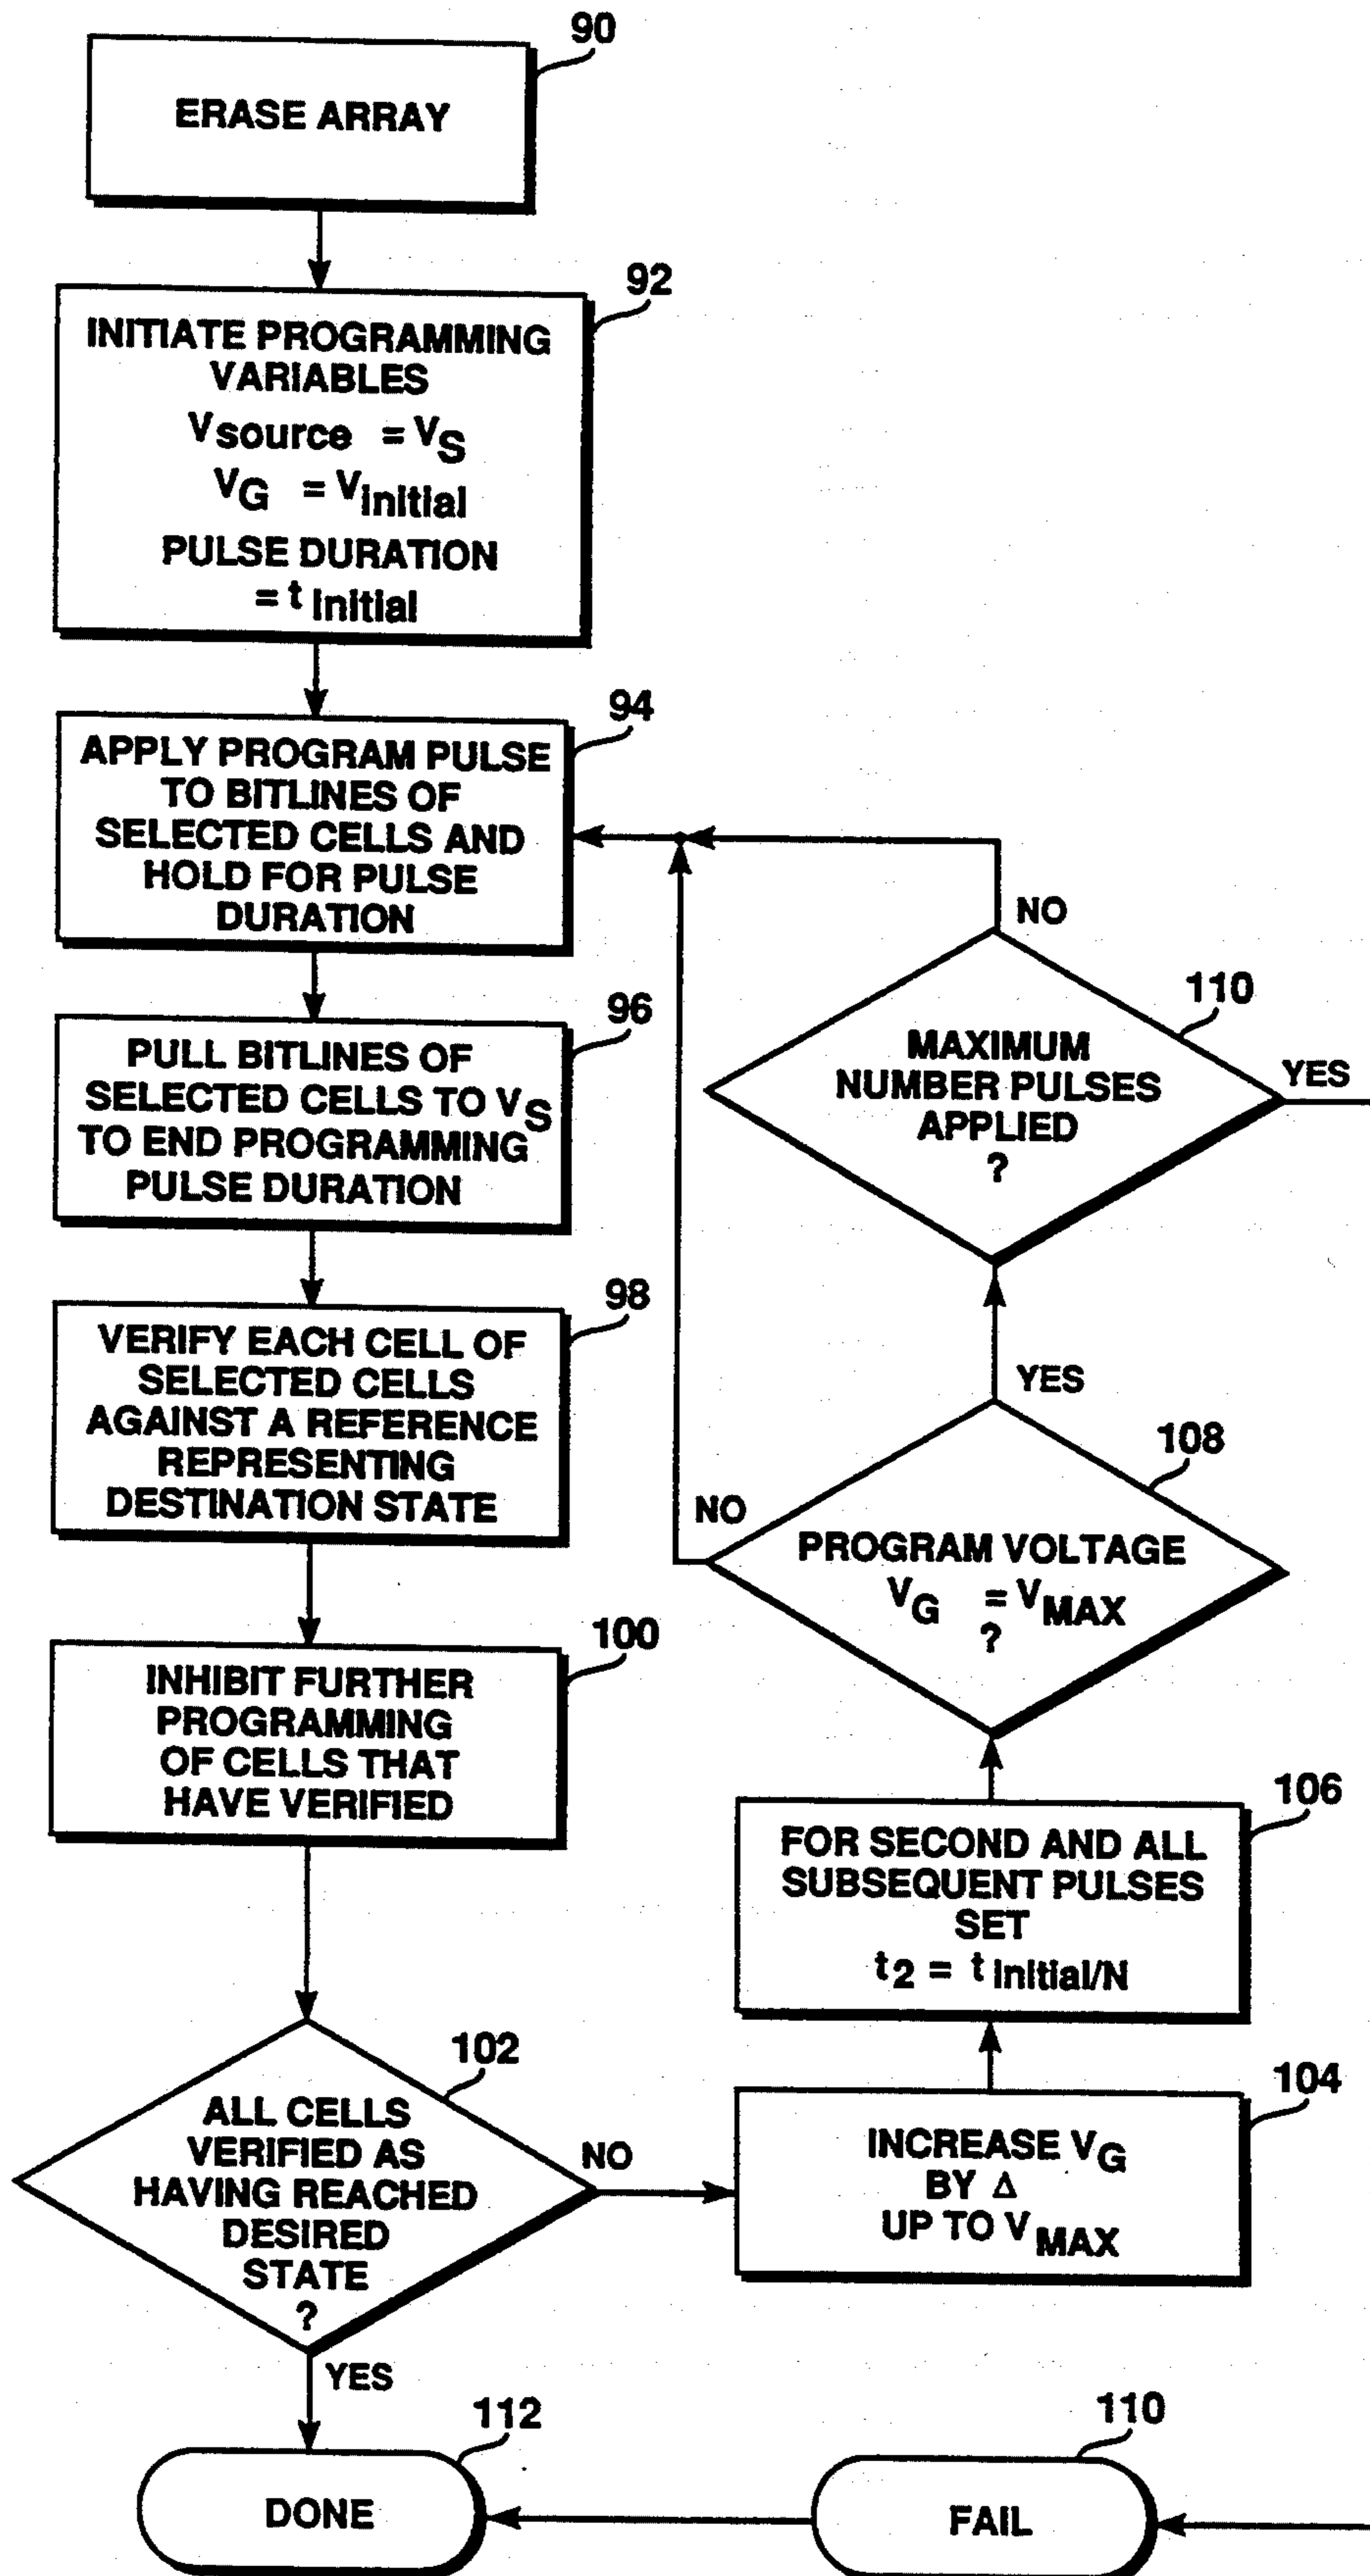 90
ERASE ARRAY
92
INITIATE PROGRAMMING
VARIABLES
Vsource = VS
VG = VInitial
PULSE DURATION
= t Initial
94
APPLY PROGRAM PULSE
TO BITLINES OF
SELECTED CELLS AND
HOLD FOR PULSE
DURATION
96
PULL BITLINES OF
SELECTED CELLS TO VS
TO END PROGRAMMING
PULSE DURATION
98
VERIFY EACH CELL OF
SELECTED CELLS
AGAINST A REFERENCE
REPRESENTING
DESTINATION STATE
100
INHIBIT FURTHER
PROGRAMMING
OF CELLS THAT
HAVE VERIFIED
102
ALL CELLS
VERIFIED AS
HAVING REACHED
DESIRED
STATE
?
NO
YES
104
INCREASE VG
BY Δ
UP TO VMAX
106
FOR SECOND AND ALL
SUBSEQUENT PULSES
SET
t2 = t Initial/N
108
PROGRAM VOLTAGE
VG = VMAX
?
NO
YES
110
MAXIMUM
NUMBER PULSES
APPLIED
?
NO
YES
110
FAIL
112
DONE